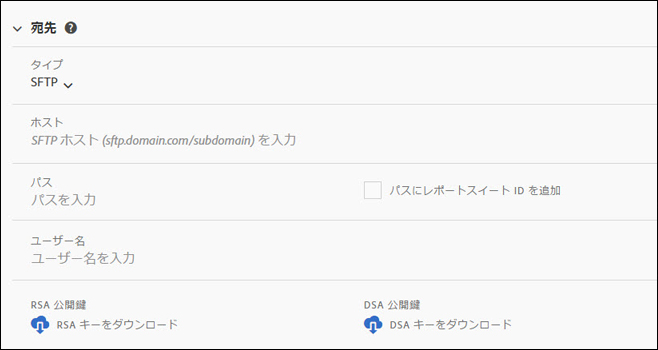 宛先 ?
タイプ
SFTP
ホスト
SFTP ホスト (sftp.domain.com/subdomain) を入力
パス
パスを入力
パスにレポートスイート ID を追加
ユーザー名
ユーザー名を入力
RSA 公開鍵
RSA キーをダウンロード
DSA 公開鍵
DSA キーをダウンロード